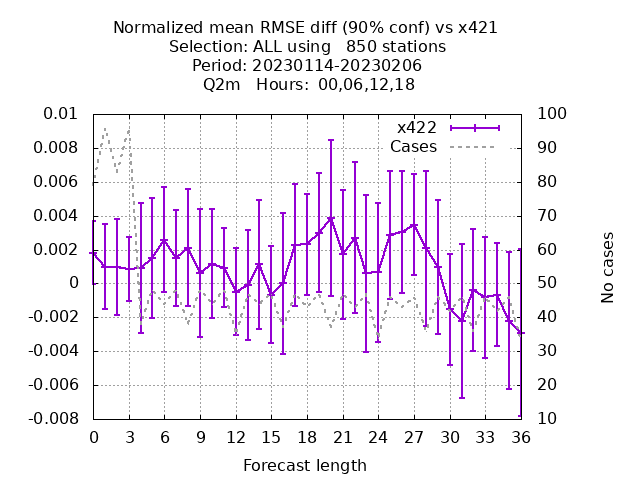 Normalized mean RMSE diff (90% conf) vs x421
Selection: ALL using   850 stations
Period: 20230114-20230206
Q2m   Hours:  00,06,12,18
0.01
0.008
0.006
0.004
0.002
0
-0.002
-0.004
-0.006
-0.008
x422
Cases
100
90
80
70
60
50
40
30
20
10
No cases
0 3 6 9 12 15 18 21 24 27 30 33 36
Forecast length